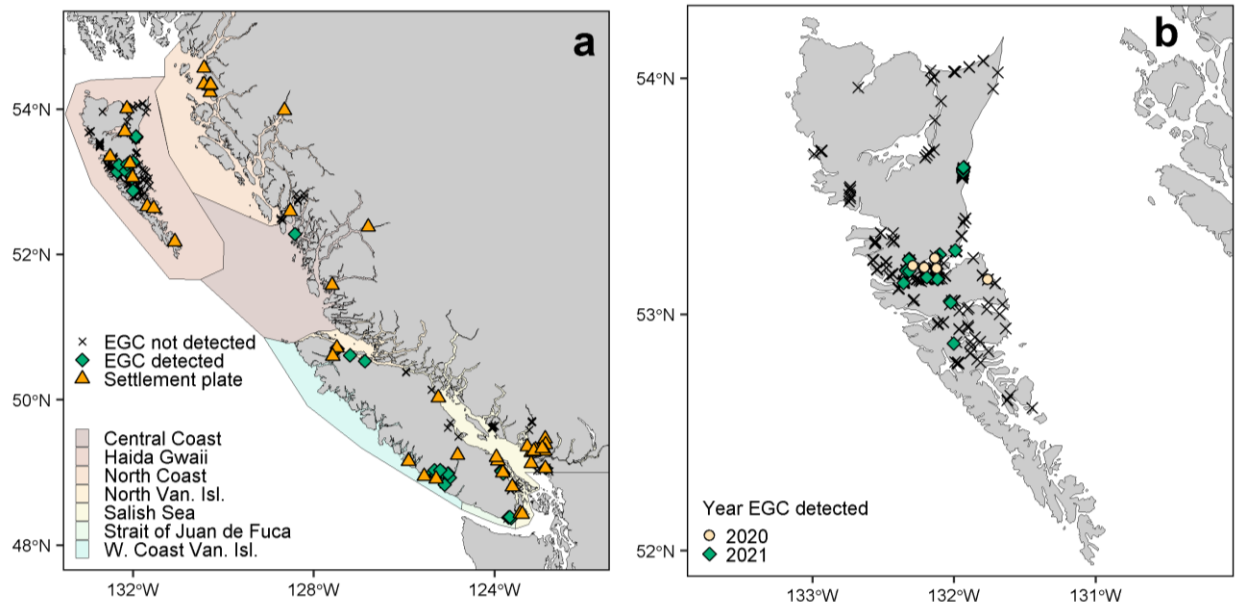 a
54°N
52°N
50°N
48°N
EGC not detected
EGC detected
Settlement plate
Central Coast
Haida Gwaii
North Coast
North Van. Isl.
Salish Sea
Strait of Juan de Fuca
W. Coast Van. Isl.
132°W
128°W
124°W
b
54°N
53°N
52°N
Year EGC detected
2020
2021
133°W
132°W
131°W